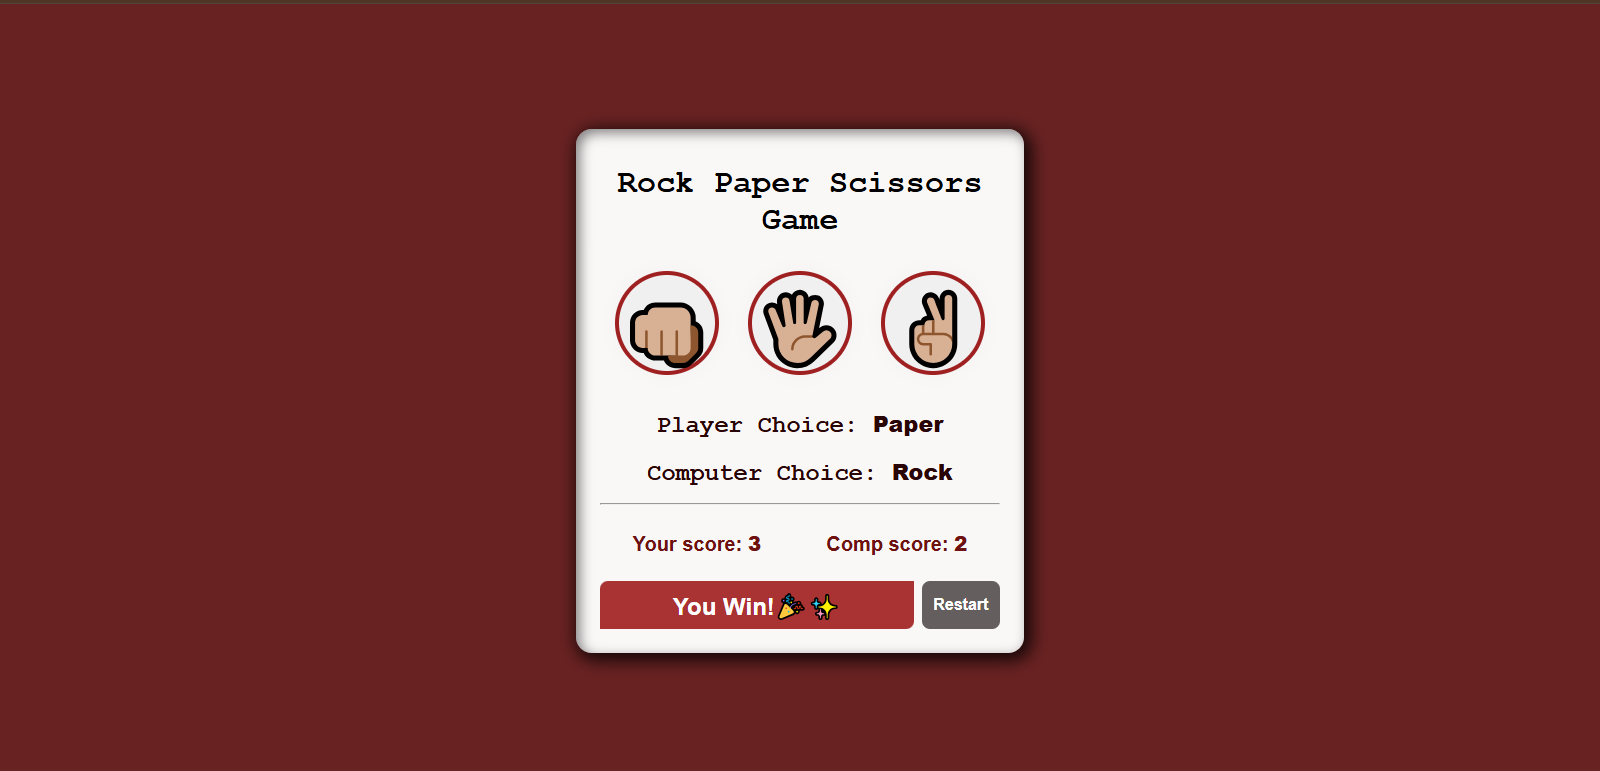 Rock Paper Scissors
Game
Player Choice: Paper
Computer Choice: Rock
Your score: 3
Comp score: 2
You Win!🎉 ✨
Restart